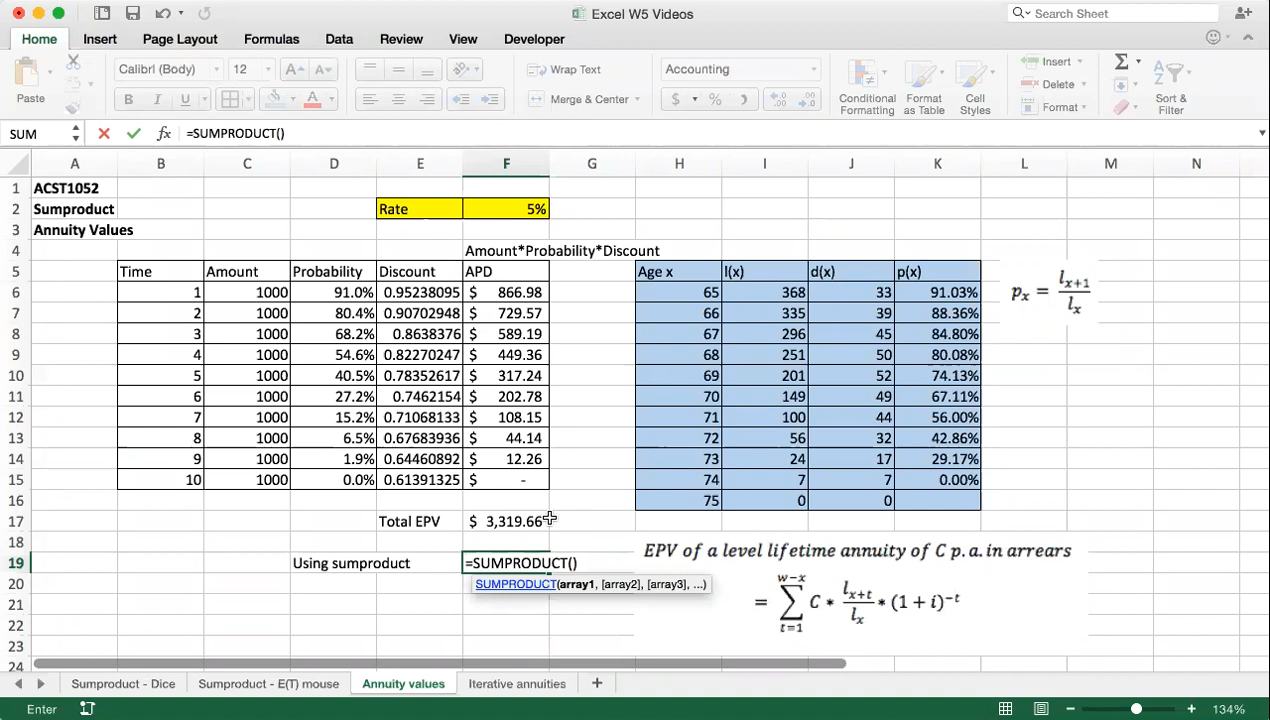 Excel W5 Videos
Search Sheet
Home Insert Page Layout Formulas Data Review View Developer
Calibri (Body) 12 A A Wrap Text Accounting Insert
Paste B I U A Merge & Center $ % Conditional Formatting Format as Table Cell Styles Delete Format Sort & Filter
SUM fx =SUMPRODUCT()
A B C D E F G H I J K L M N
1 ACST1052
2 Sumproduct Rate 5%
3 Annuity Values
4 Amount*Probability*Discount
5 Time Amount Probability Discount APD Age x l(x) d(x) p(x)
6 1 1000 91.0% 0.95238095 $ 866.98 65 368 33 91.03%
7 2 1000 80.4% 0.90702948 $ 729.57 66 335 39 88.36%
8 3 1000 68.2% 0.8638376 $ 589.19 67 296 45 84.80%
9 4 1000 54.6% 0.82270247 $ 449.36 68 251 50 80.08%
10 5 1000 40.5% 0.78352617 $ 317.24 69 201 52 74.13%
11 6 1000 27.2% 0.7462154 $ 202.78 70 149 49 67.11%
12 7 1000 15.2% 0.71068133 $ 108.15 71 100 44 56.00%
13 8 1000 6.5% 0.67683936 $ 44.14 72 56 32 42.86%
14 9 1000 1.9% 0.64460892 $ 12.26 73 24 17 29.17%
15 10 1000 0.0% 0.61391325 $ - 74 7 7 0.00%
16 75 0 0
p_x = l_{x+1} / l_x
17 Total EPV $ 3,319.66
18
19 Using sumproduct =SUMPRODUCT()
20 SUMPRODUCT(array1, [array2], [array3], ...)
21
22
23
24
EPV of a level lifetime annuity of C p.a. in arrears
= w−x ∑ t=1 C * l_{x+t} / l_x * (1 + i)^{−t}
Sumproduct - Dice Sumproduct - E(T) mouse Annuity values Iterative annuities +
Enter 134%